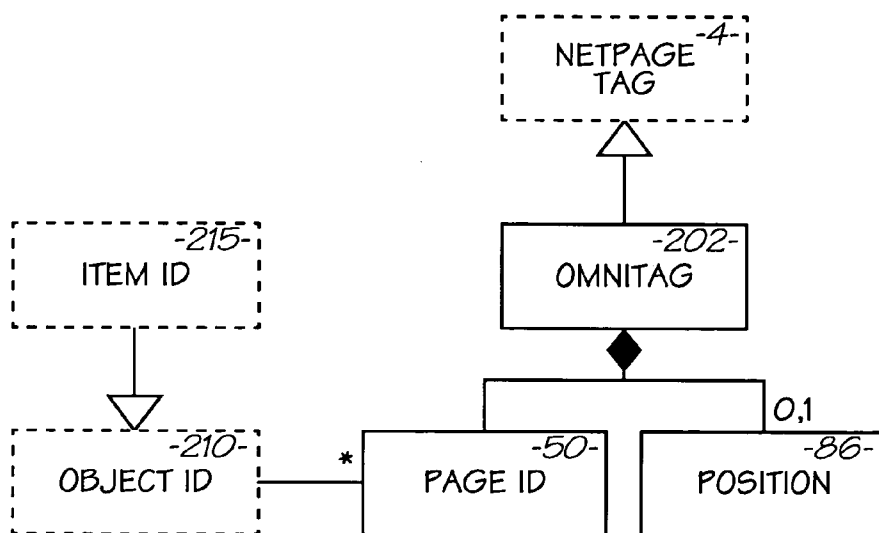 -4-
NETPAGE
TAG
-215-
ITEM ID
-202-
OMNITAG
0,1
-210-
OBJECT ID
*
-50-
PAGE ID
-86-
POSITION